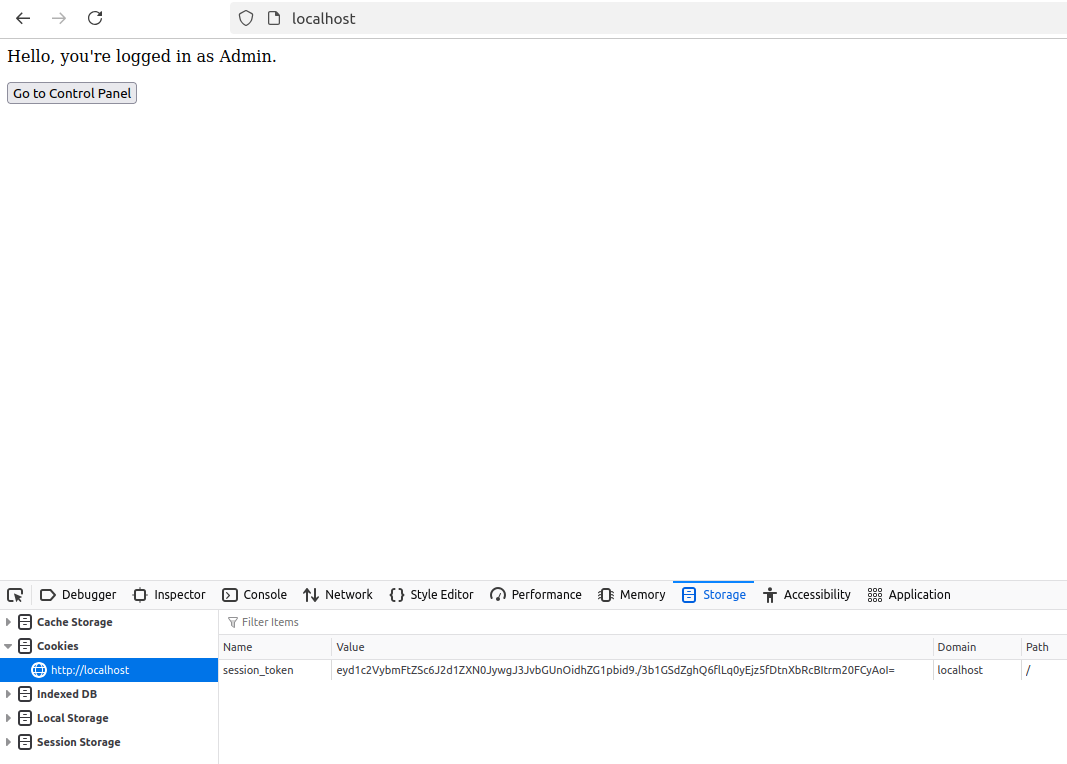 localhost
Hello, you're logged in as Admin.
Go to Control Panel
Debugger Inspector Console Network Style Editor Performance Memory Storage Accessibility Application
Cache Storage
Cookies
http://localhost
Indexed DB
Local Storage
Session Storage
Filter Items
Name Value Domain Path
session_token eyd1c2VybmFtZSc6J2d1ZXN0JywgJ3JvbGUnOidhZG1pbid9./3b1GSdZghQ6flLq0yEjz5fDtnXbRcBItrm20FCyAoI= localhost /